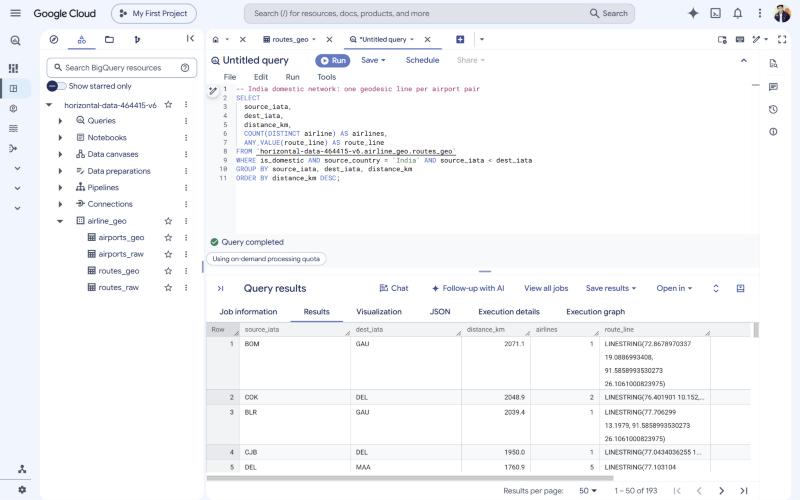 Google Cloud
My First Project
Search (/) for resources, docs, products, and more
Search
routes_geo
*Untitled query
Search BigQuery resources
Show starred only
horizontal-data-464415-v6
Queries
Notebooks
Data canvases
Data preparations
Pipelines
Connections
airline_geo
airports_geo
airports_raw
routes_geo
routes_raw
Untitled query
Run
Save
Schedule
Share
File Edit Run Tools
1 -- India domestic network: one geodesic line per airport pair
2 SELECT
3 source_iata,
4 dest_iata,
5 distance_km,
6 COUNT(DISTINCT airline) AS airlines,
7 ANY_VALUE(route_line) AS route_line
8 FROM `horizontal-data-464415-v6.airline_geo.routes_geo`
9 WHERE is_domestic AND source_country = 'India' AND source_iata < dest_iata
10 GROUP BY source_iata, dest_iata, distance_km
11 ORDER BY distance_km DESC;
Query completed
Using on-demand processing quota
Query results
Chat
Follow-up with AI
View all jobs
Save results
Open in
Job information Results Visualization JSON Execution details Execution graph
Row source_iata dest_iata distance_km airlines route_line
1 BOM GAU 2071.1 1 LINESTRING(72.8678970337
19.0886993408,
91.5858993530273
26.1061000823975)
2 COK DEL 2048.9 2 LINESTRING(76.401901 10.152,...
3 BLR GAU 2039.4 1 LINESTRING(77.706299
13.1979, 91.5858993530273
26.1061000823975)
4 CJB DEL 1950.0 1 LINESTRING(77.0434036255 1...
5 DEL MAA 1760.9 5 LINESTRING(77.103104
Results per page: 50 1 – 50 of 193